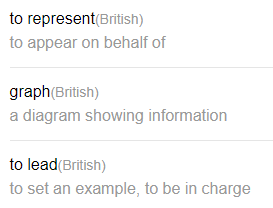 to represent(British)
to appear on behalf of
graph(British)
a diagram showing information
to lead(British)
to set an example, to be in charge